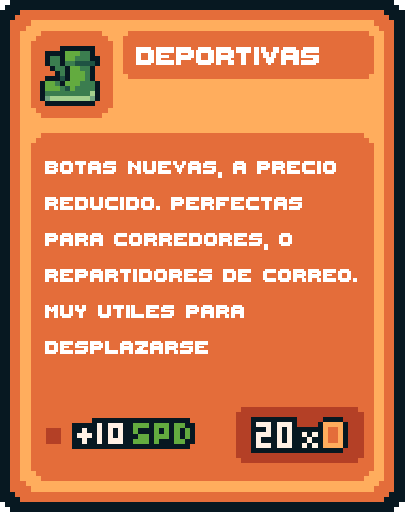 DEPORTIVAS
BOTAS NUEVAS, A PRECIO
REDUCIDO. PERFECTAS
PARA CORREDORES, O
REPARTIDORES DE CORREO.
MUY UTILES PARA
DESPLAZARSE
+10 SPD
20x